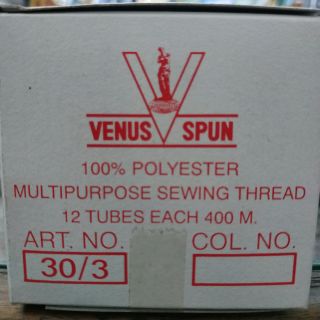 VENUS SPUN
100% POLYESTER
MULTIPURPOSE SEWING THREAD
12 TUBES EACH 400 M.
ART. NO. COL. NO.
30/3